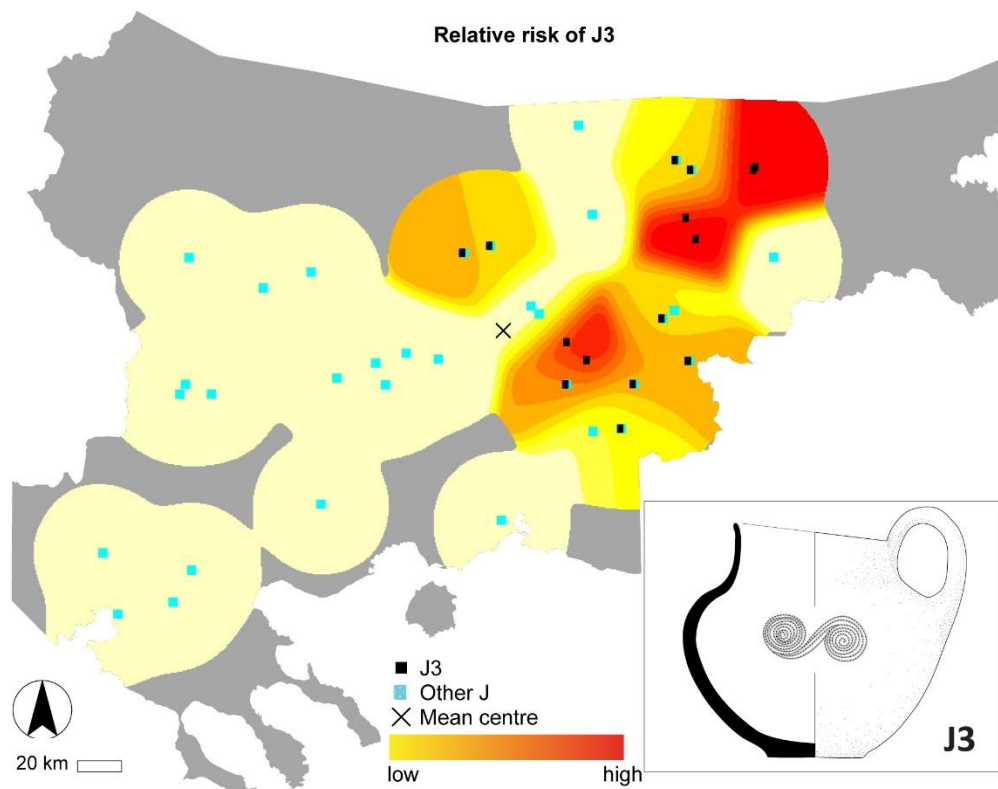 Relative risk of J3
J3
Other J
Mean centre
20 km
low high
J3